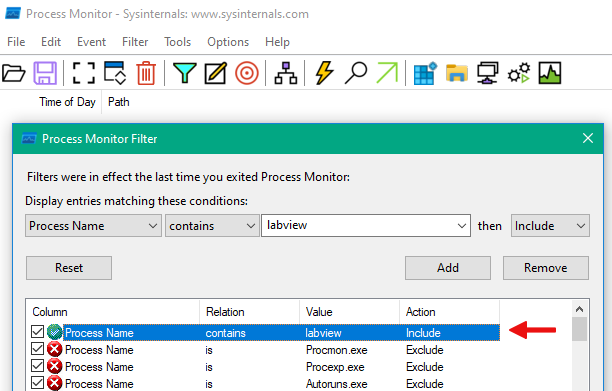 Process Monitor - Sysinternals: www.sysinternals.com
File Edit Event Filter Tools Options Help
Time of Day Path
Process Monitor Filter
Filters were in effect the last time you exited Process Monitor:
Display entries matching these conditions:
Process Name contains labview then Include
Reset Add Remove
Column Relation Value Action
Process Name contains labview Include
Process Name is Procmon.exe Exclude
Process Name is Procexp.exe Exclude
Process Name is Autoruns.exe Exclude